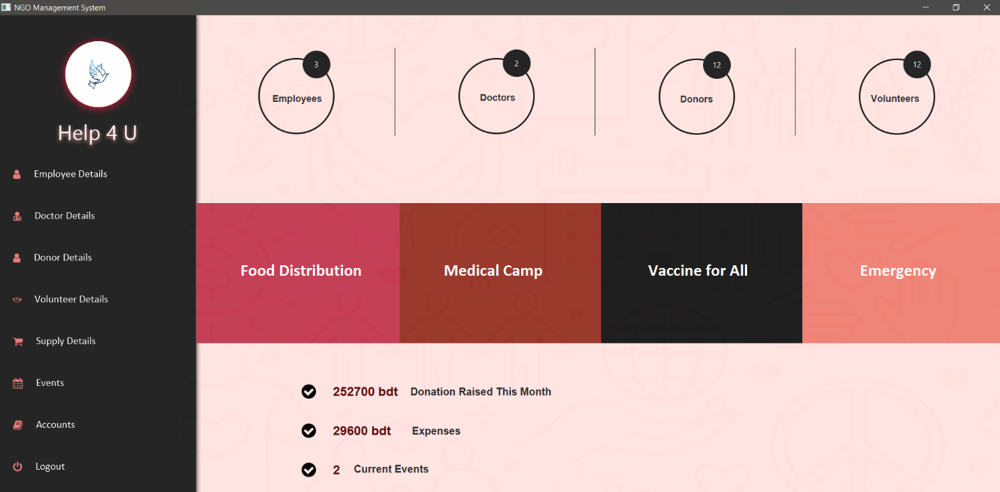 NGO Management System
Help 4 U
Employee Details
Doctor Details
Donor Details
Volunteer Details
Supply Details
Events
Accounts
Logout
3
Employees
2
Doctors
12
Donors
12
Volunteers
Food Distribution
Medical Camp
Vaccine for All
Emergency
252700 bdt Donation Raised This Month
29600 bdt Expenses
2 Current Events